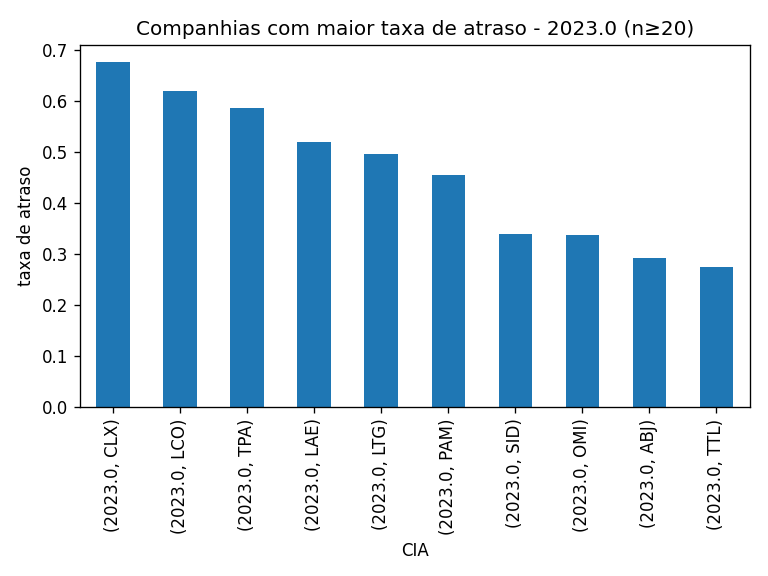 Companhias com maior taxa de atraso - 2023.0 (n≥20)
taxa de atraso
0.7
0.6
0.5
0.4
0.3
0.2
0.1
0.0
(2023.0, CLX)
(2023.0, LCO)
(2023.0, TPA)
(2023.0, LAE)
(2023.0, LTG)
(2023.0, PAM)
(2023.0, SID)
(2023.0, OMI)
(2023.0, ABJ)
(2023.0, TTL)
CIA